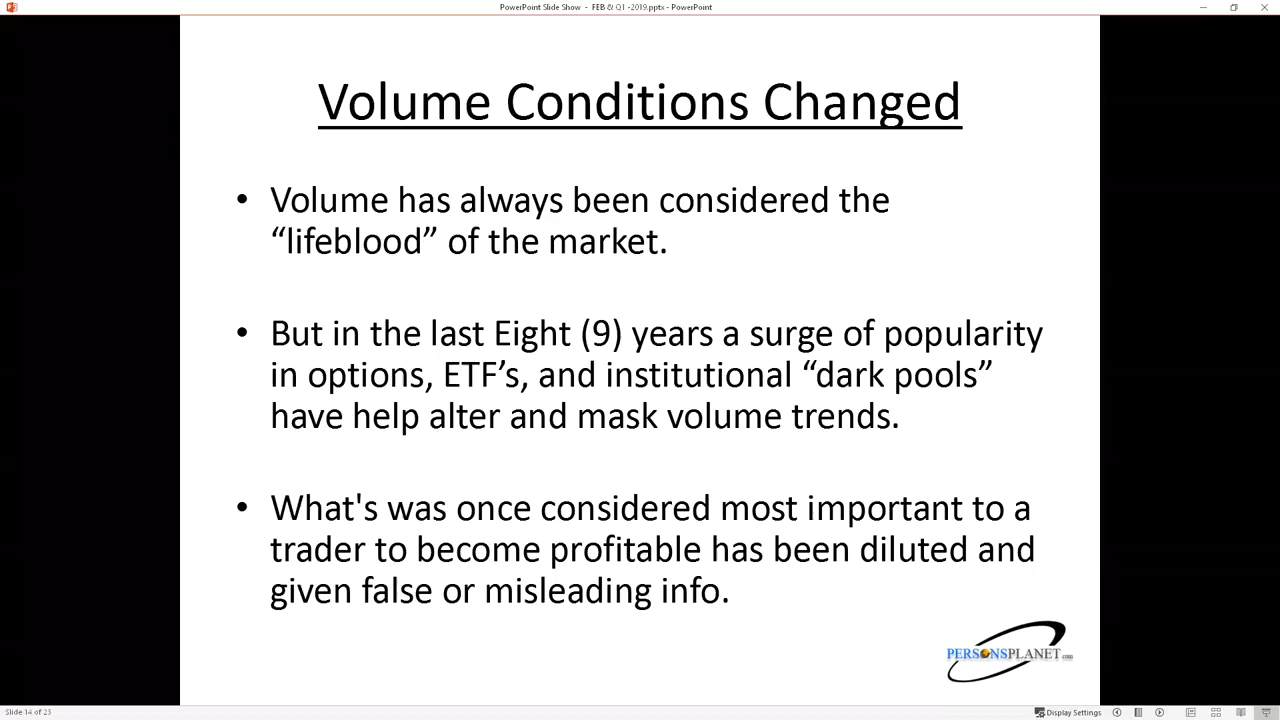 PowerPoint Slide Show - FEB & Q1 -2019.pptx - PowerPoint
Volume Conditions Changed
• Volume has always been considered the
“lifeblood” of the market.
• But in the last Eight (9) years a surge of popularity
in options, ETF’s, and institutional “dark pools”
have help alter and mask volume trends.
• What's was once considered most important to a
trader to become profitable has been diluted and
given false or misleading info.
PERSONSPLANET.com
Slide 14 of 23
Display Settings